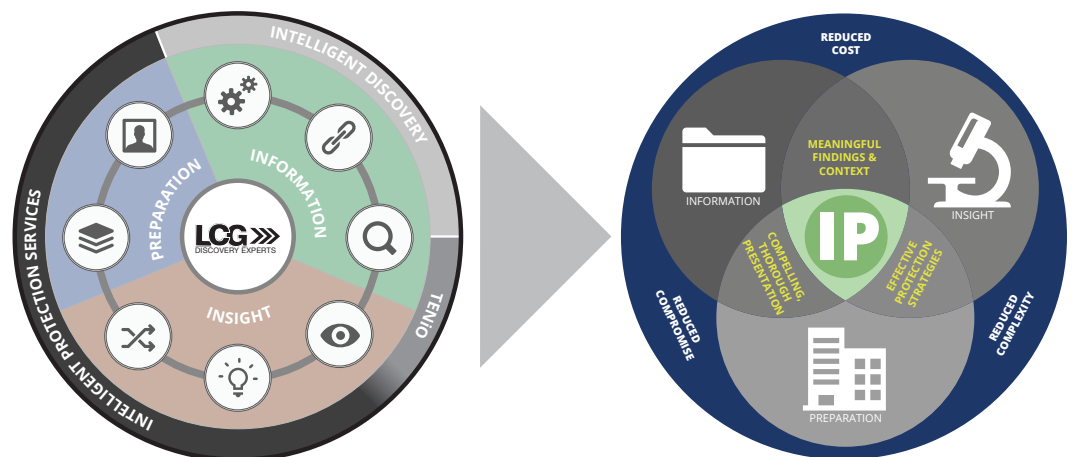 INTELLIGENT DISCOVERY
INFORMATION
PREPARATION
LCG
DISCOVERY EXPERTS
INSIGHT
TENiO
INTELLIGENT PROTECTION SERVICES
REDUCED
COST
MEANINGFUL
FINDINGS &
CONTEXT
INFORMATION
INSIGHT
IP
COMPELLING,
THOROUGH
PRESENTATION
EFFECTIVE
PROTECTION
STRATEGIES
REDUCED
COMPROMISE
REDUCED
COMPLEXITY
PREPARATION